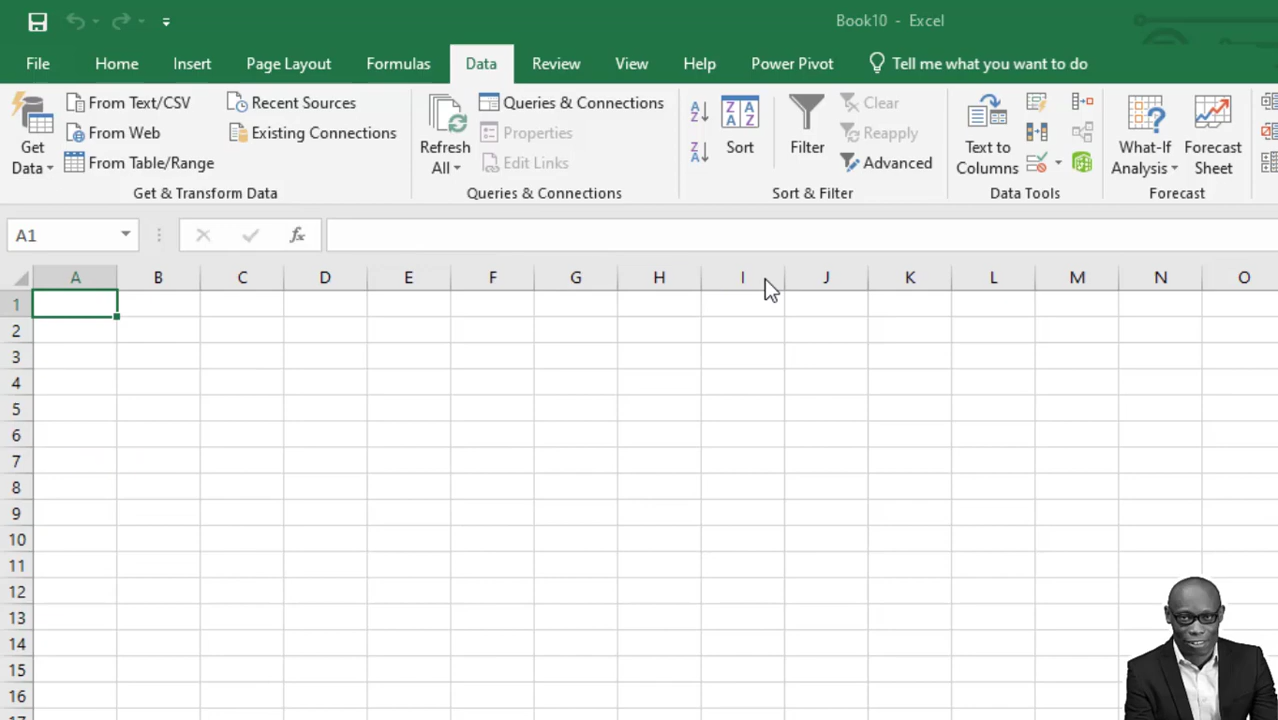 Book10 - Excel
File Home Insert Page Layout Formulas Data Review View Help Power Pivot Tell me what you want to do
Get Data
From Text/CSV
From Web
From Table/Range
Recent Sources
Existing Connections
Get & Transform Data
Refresh All
Queries & Connections
Properties
Edit Links
Queries & Connections
Sort
Filter
Clear
Reapply
Advanced
Sort & Filter
Text to Columns
Data Tools
What-If Analysis
Forecast Sheet
Forecast
A1 fx
A B C D E F G H I J K L M N O
1
2
3
4
5
6
7
8
9
10
11
12
13
14
15
16